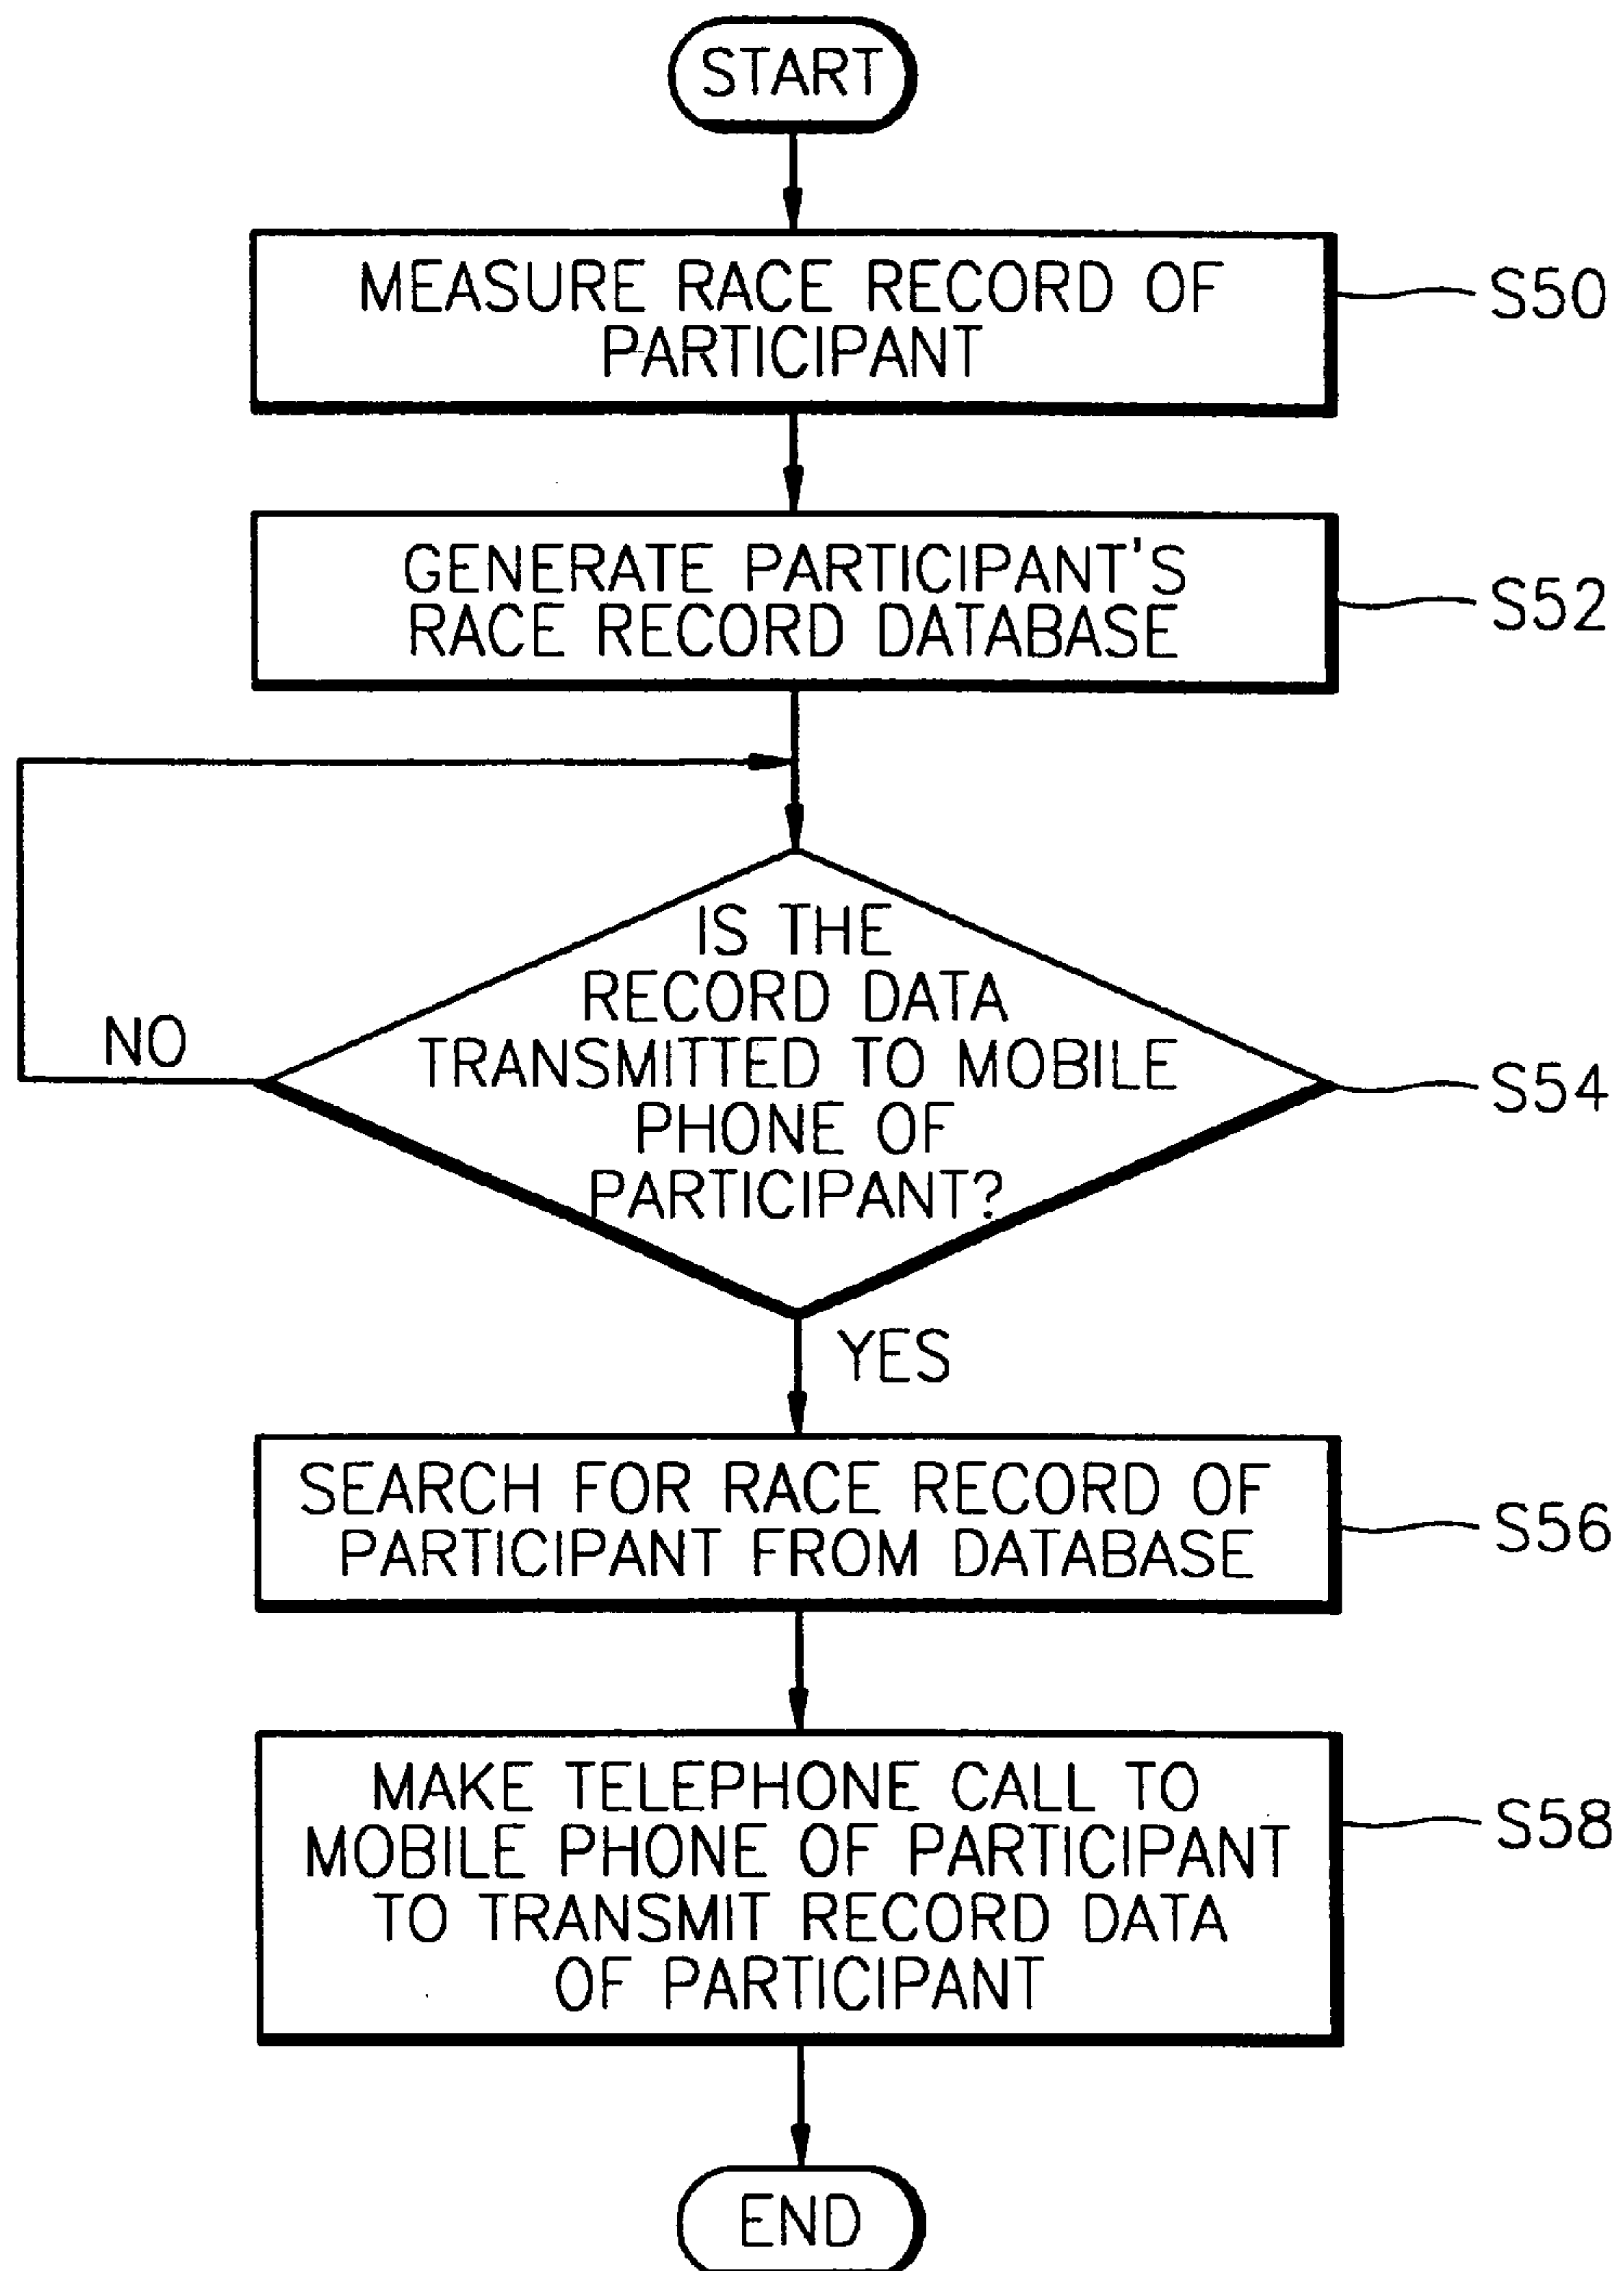 START
MEASURE RACE RECORD OF
PARTICIPANT
S50
GENERATE PARTICIPANT'S
RACE RECORD DATABASE
S52
IS THE
RECORD DATA
TRANSMITTED TO MOBILE
PHONE OF
PARTICIPANT?
S54
NO
YES
SEARCH FOR RACE RECORD OF
PARTICIPANT FROM DATABASE
S56
MAKE TELEPHONE CALL TO
MOBILE PHONE OF PARTICIPANT
TO TRANSMIT RECORD DATA
OF PARTICIPANT
S58
END